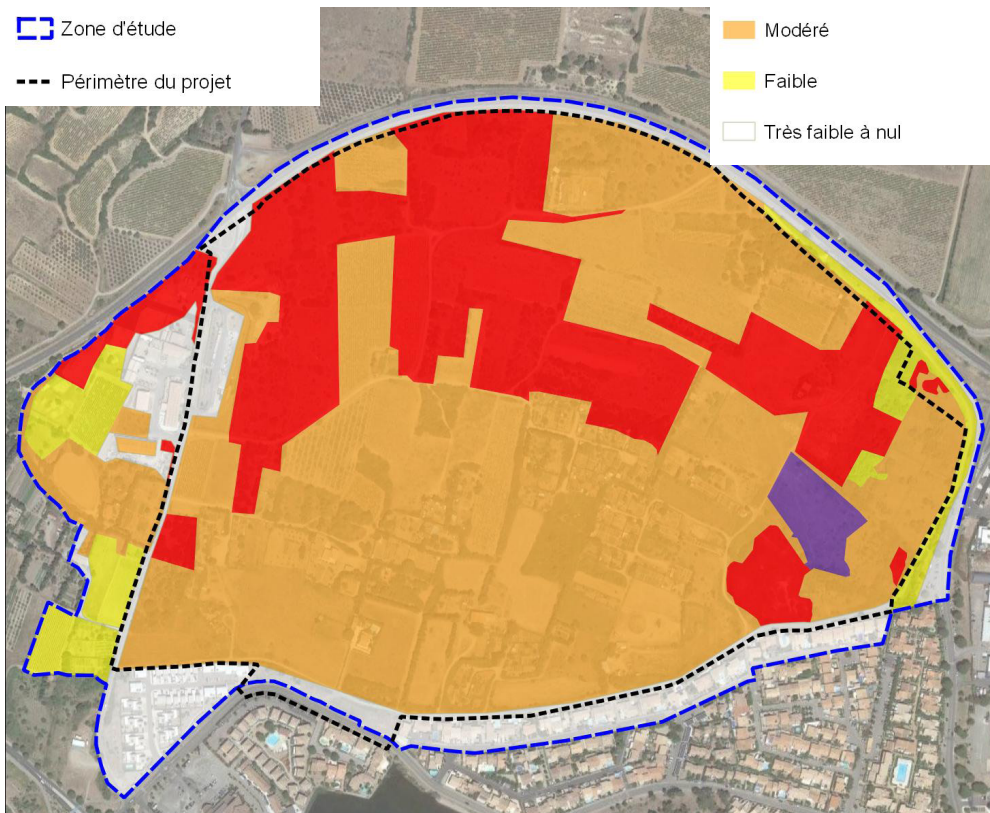 Zone d'étude
Périmètre du projet
Modéré
Faible
Très faible à nul